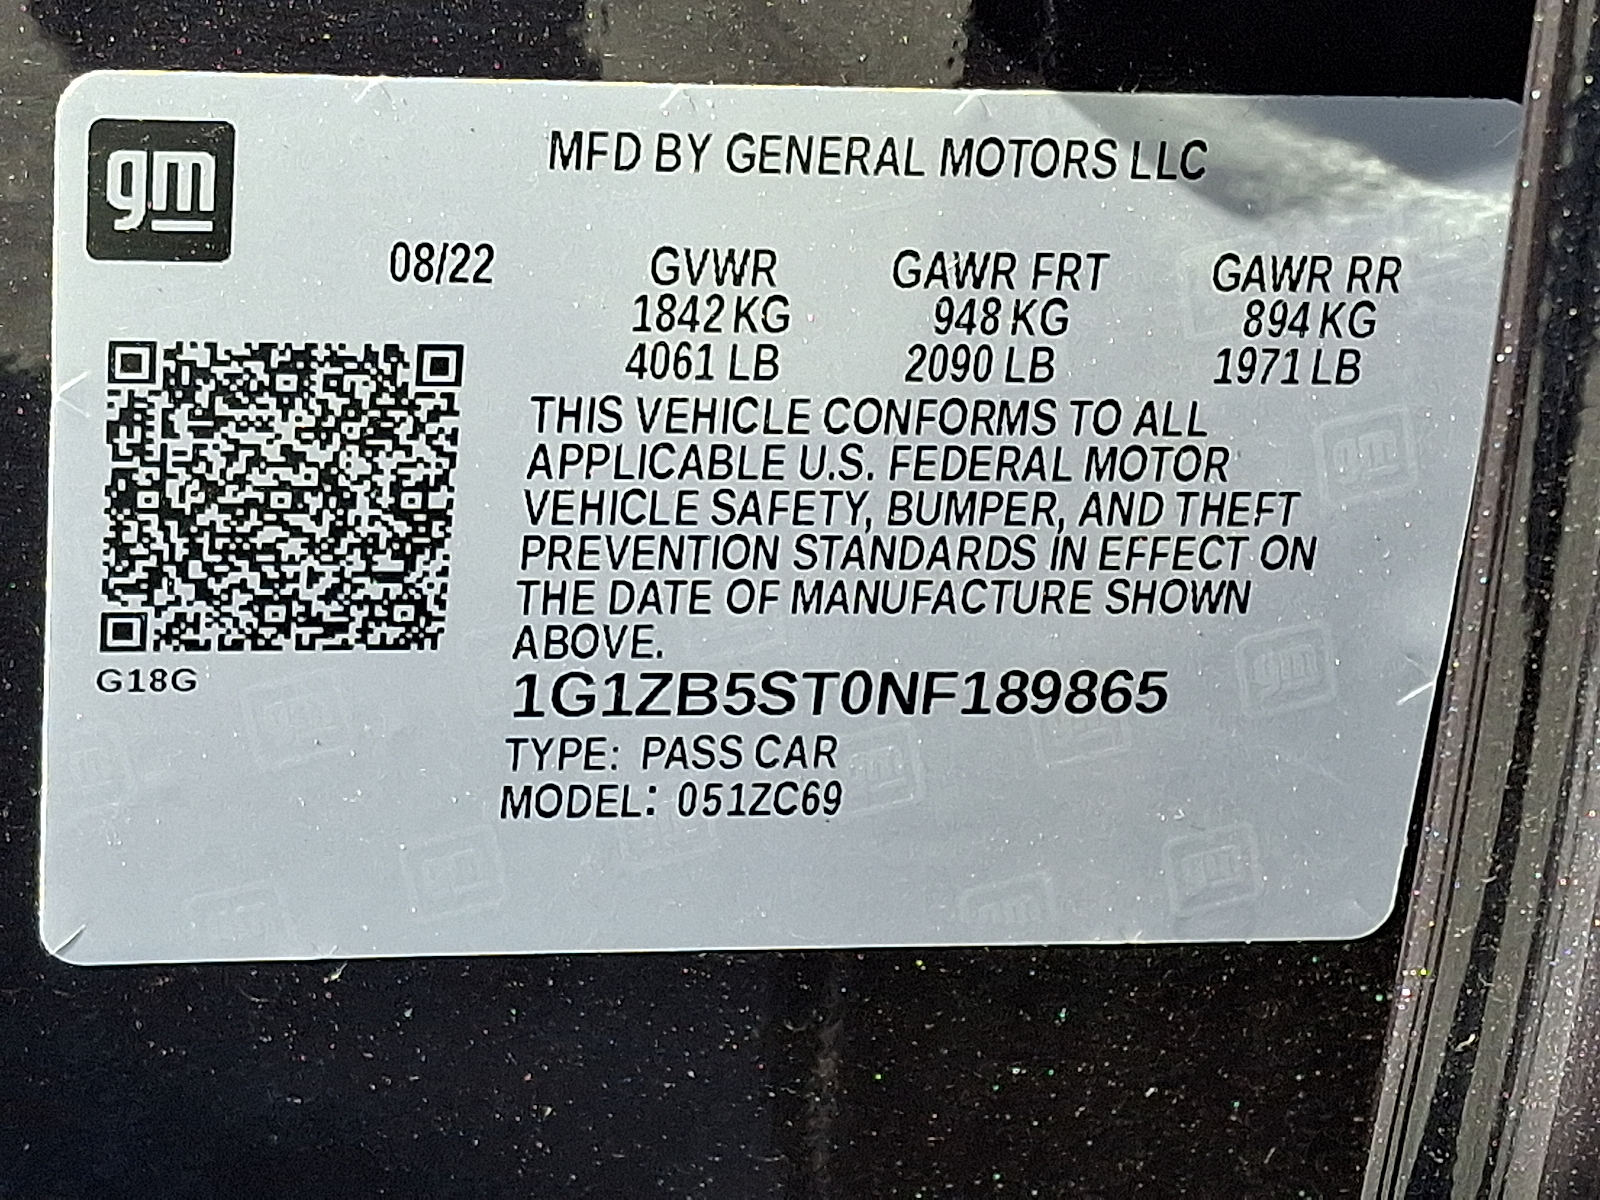 gm
MFD BY GENERAL MOTORS LLC
08/22 GVWR GAWR FRT GAWR RR
1842 KG 948 KG 894 KG
4061 LB 2090 LB 1971 LB
THIS VEHICLE CONFORMS TO ALL
APPLICABLE U.S. FEDERAL MOTOR
VEHICLE SAFETY, BUMPER, AND THEFT
PREVENTION STANDARDS IN EFFECT ON
THE DATE OF MANUFACTURE SHOWN
ABOVE.
G18G
1G1ZB5ST0NF189865
TYPE: PASS CAR
MODEL: 051ZC69